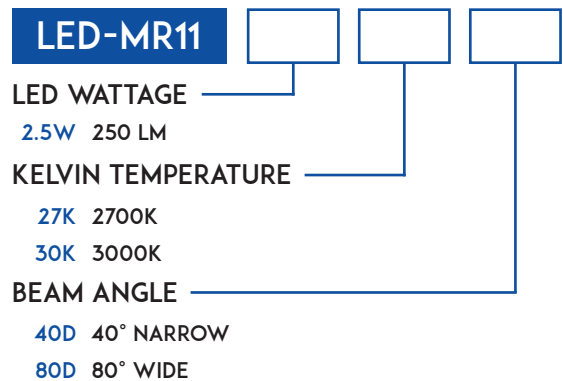 LED-MR11
LED WATTAGE
2.5W 250 LM
KELVIN TEMPERATURE
27K 2700K
30K 3000K
BEAM ANGLE
40D 40° NARROW
80D 80° WIDE